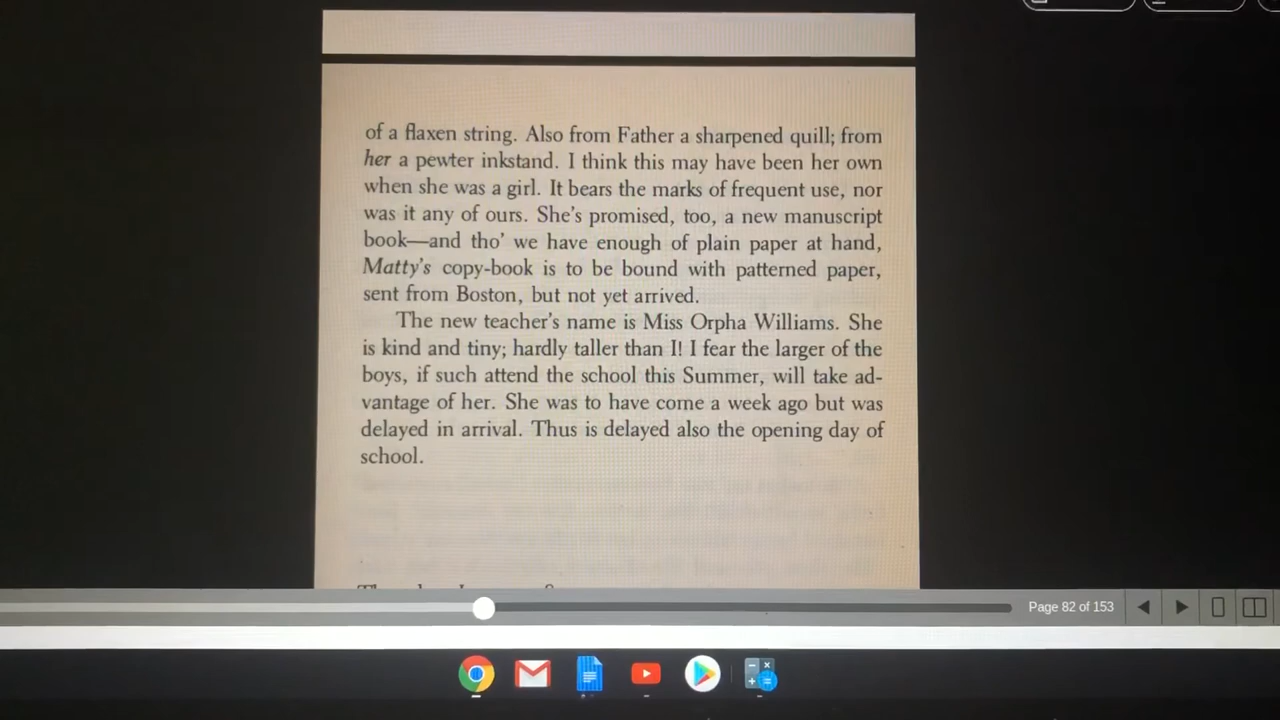 of a flaxen string. Also from Father a sharpened quill; from
her a pewter inkstand. I think this may have been her own
when she was a girl. It bears the marks of frequent use, nor
was it any of ours. She's promised, too, a new manuscript
book—and tho' we have enough of plain paper at hand,
Matty's copy-book is to be bound with patterned paper,
sent from Boston, but not yet arrived.
The new teacher's name is Miss Orpha Williams. She
is kind and tiny; hardly taller than I! I fear the larger of the
boys, if such attend the school this Summer, will take ad-
vantage of her. She was to have come a week ago but was
delayed in arrival. Thus is delayed also the opening day of
school.
Page 82 of 153